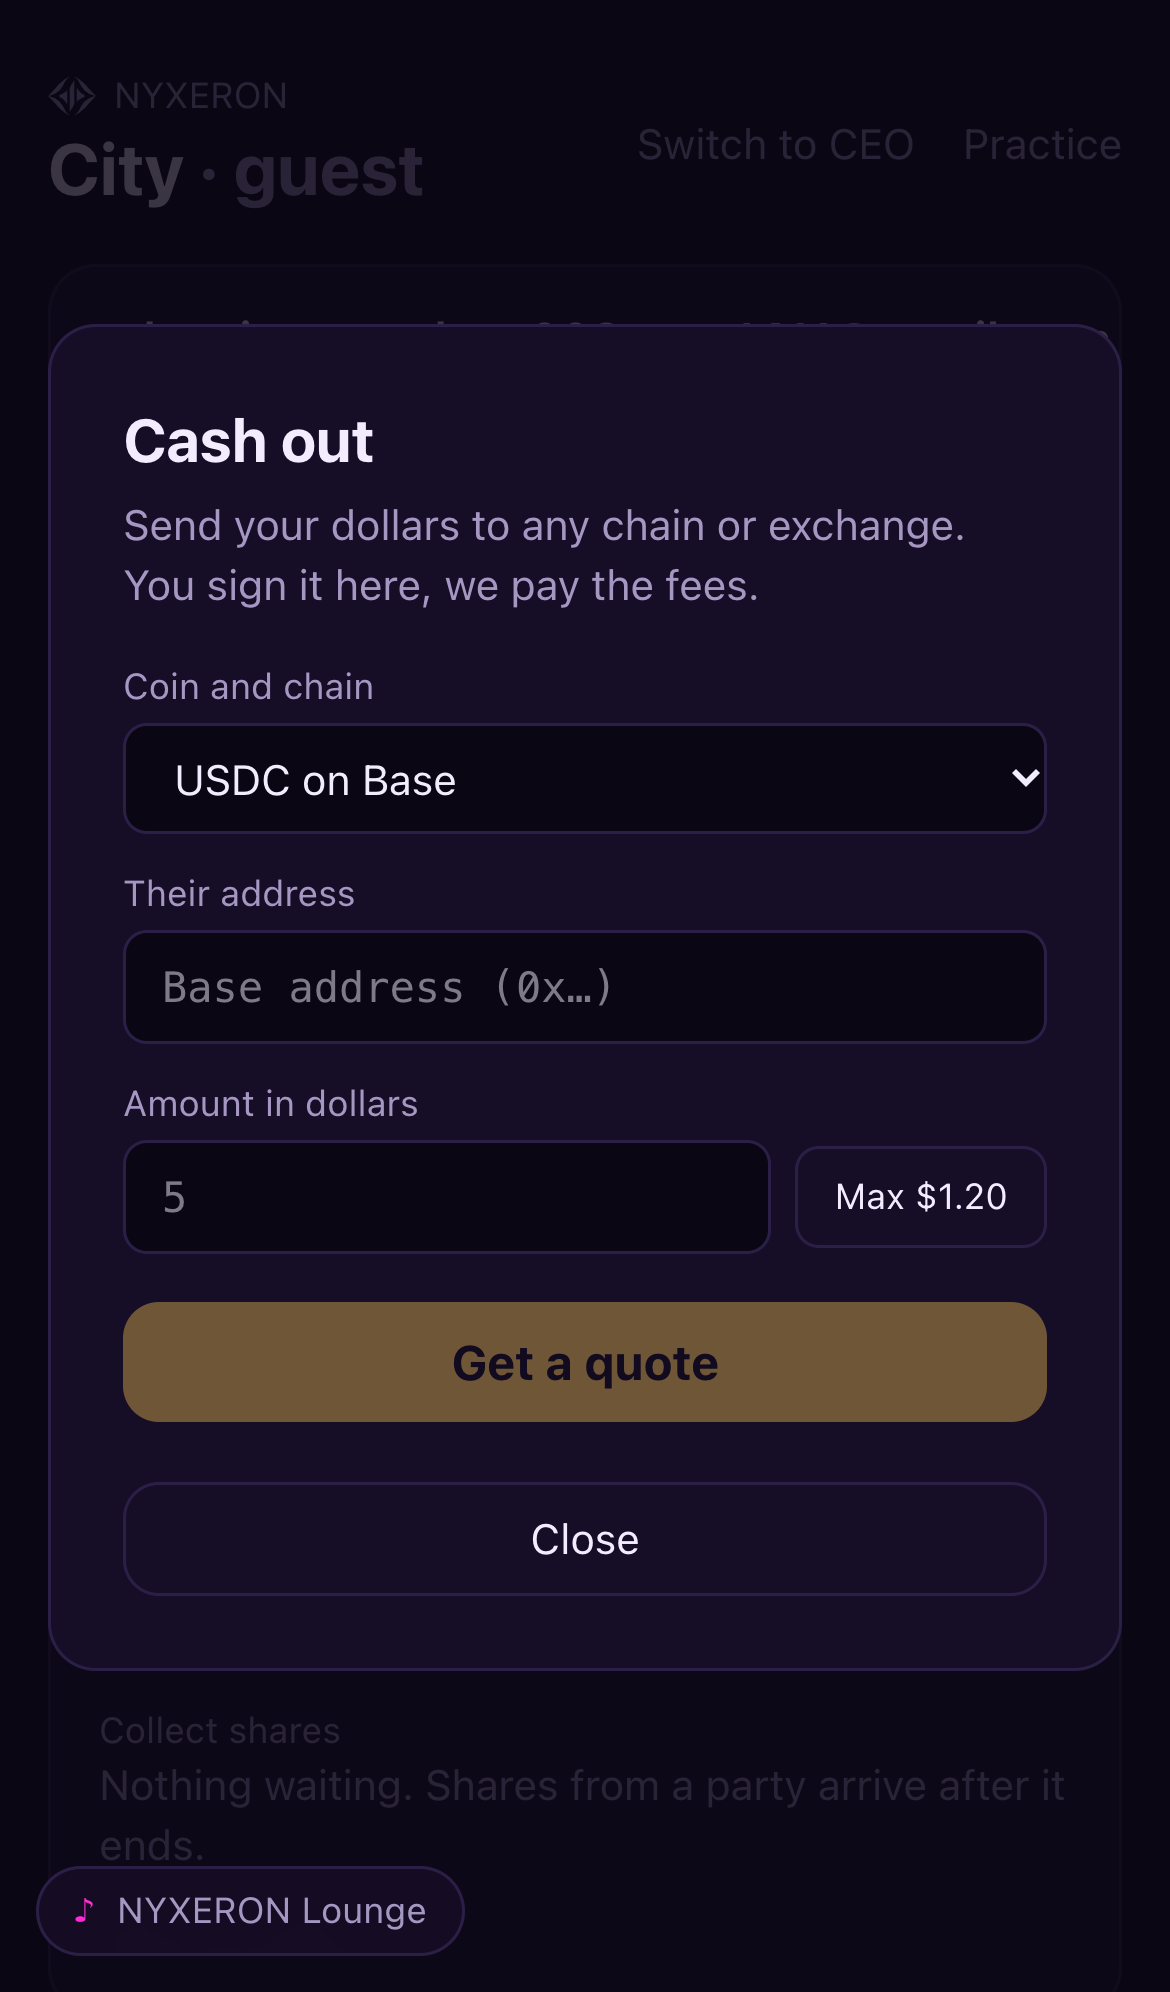 NYXERON
City · guest
Switch to CEO
Practice
Cash out
Send your dollars to any chain or exchange.
You sign it here, we pay the fees.
Coin and chain
USDC on Base
Their address
Base address (0x…)
Amount in dollars
5
Max $1.20
Get a quote
Close
Collect shares
Nothing waiting. Shares from a party arrive after it
ends.
♪ NYXERON Lounge